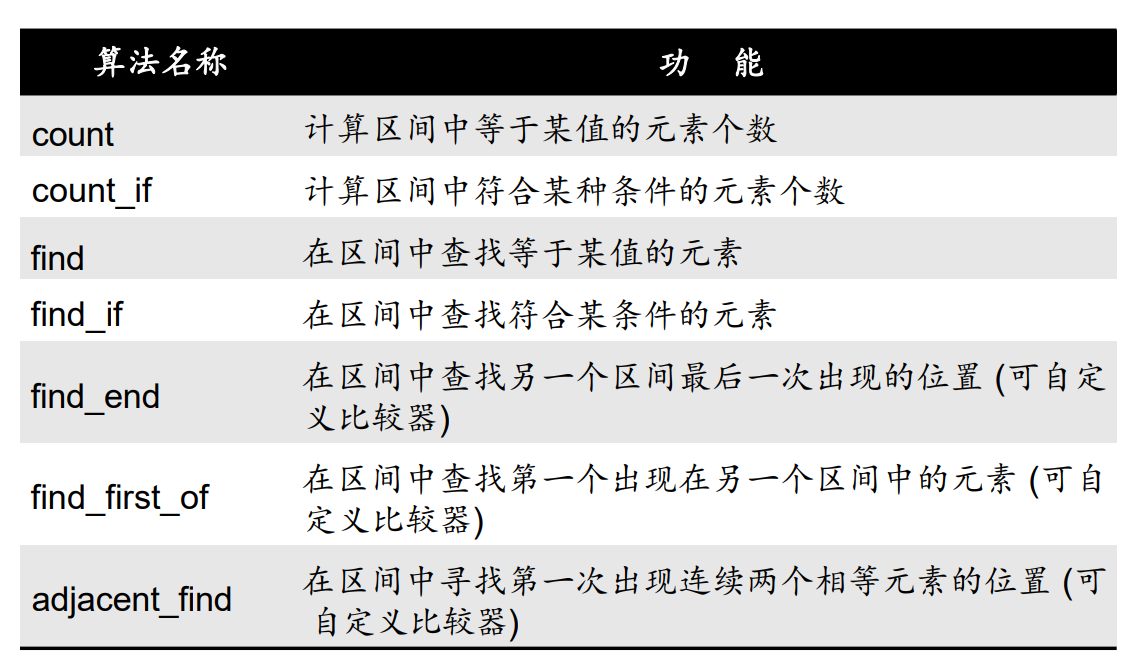 算法名称 功 能
count 计算区间中等于某值的元素个数
count_if 计算区间中符合某种条件的元素个数
find 在区间中查找等于某值的元素
find_if 在区间中查找符合某条件的元素
find_end 在区间中查找另一个区间最后一次出现的位置 (可自定
义比较器)
find_first_of 在区间中查找第一个出现在另一个区间中的元素 (可自
定义比较器)
adjacent_find 在区间中寻找第一次出现连续两个相等元素的位置 (可
自定义比较器)